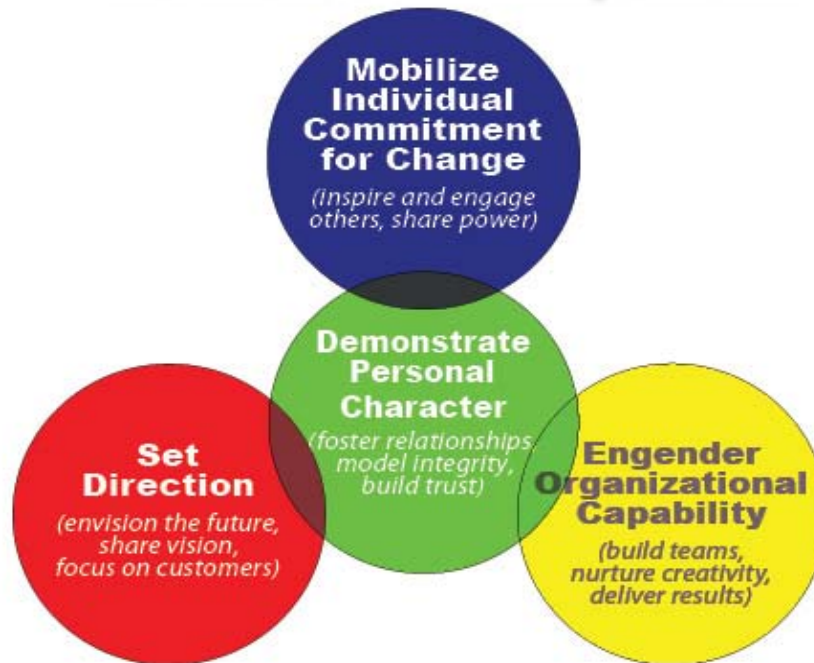 Mobilize
Individual
Commitment
for Change
(inspire and engage
others, share power)
Demonstrate
Personal
Character
(foster relationships,
model integrity,
build trust)
Set
Direction
(envision the future,
share vision,
focus on customers)
Engender
Organizational
Capability
(build teams,
nurture creativity,
deliver results)